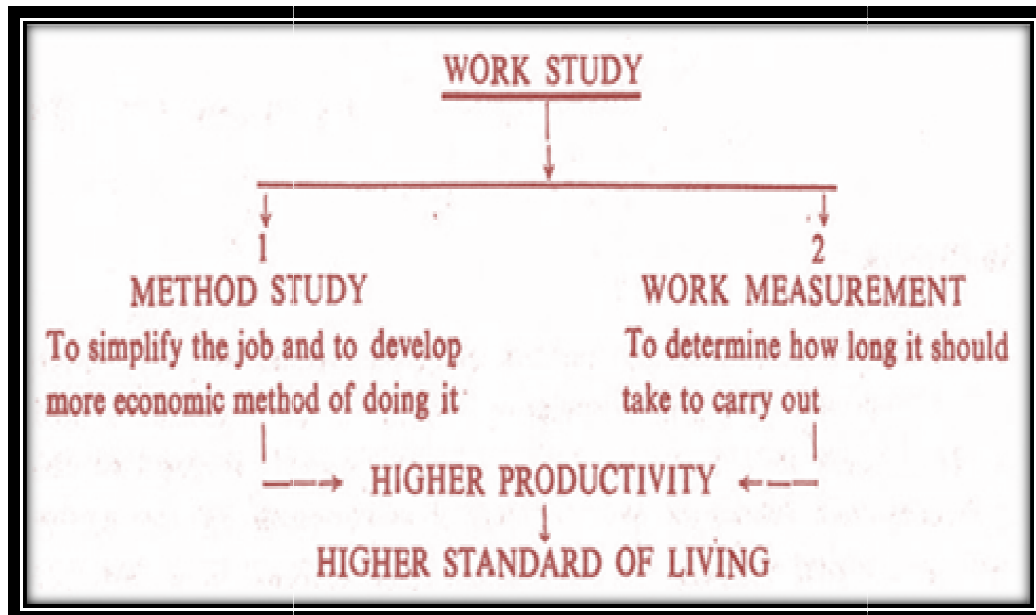 WORK STUDY
1
METHOD STUDY
To simplify the job and to develop
more economic method of doing it
2
WORK MEASUREMENT
To determine how long it should
take to carry out
HIGHER PRODUCTIVITY
HIGHER STANDARD OF LIVING